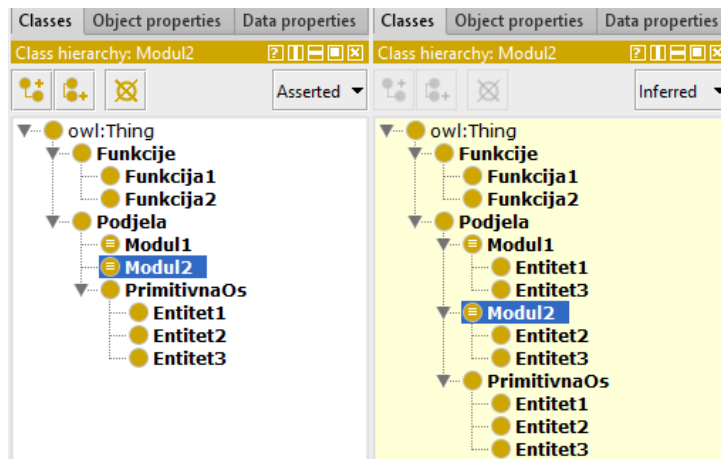 Classes Object properties Data properties
Class hierarchy: Modul2
Asserted
owl:Thing
Funkcije
Funkcija1
Funkcija2
Podjela
Modul1
Modul2
PrimitivnaOs
Entitet1
Entitet2
Entitet3
Classes Object properties Data properties
Class hierarchy: Modul2
Inferred
owl:Thing
Funkcije
Funkcija1
Funkcija2
Podjela
Modul1
Entitet1
Entitet3
Modul2
Entitet2
Entitet3
PrimitivnaOs
Entitet1
Entitet2
Entitet3